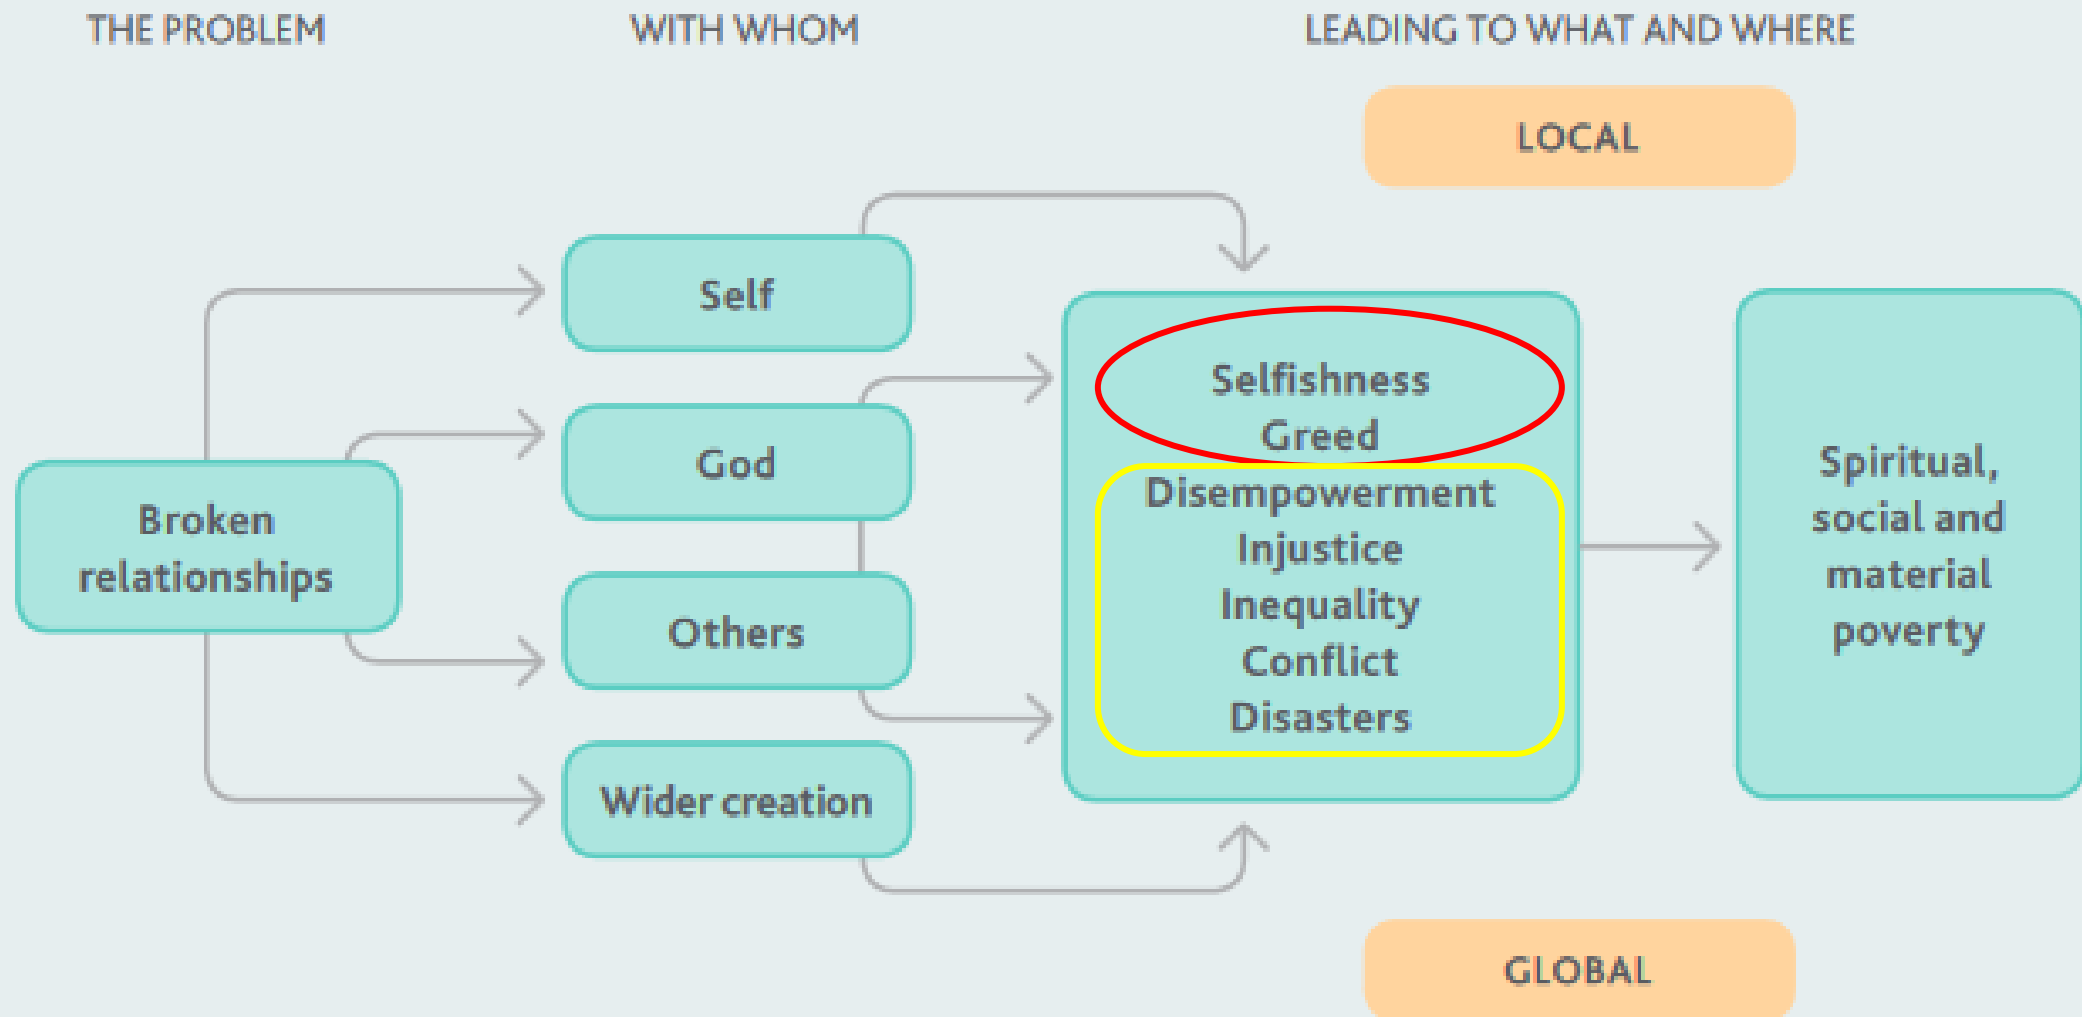 THE PROBLEM
WITH WHOM
LEADING TO WHAT AND WHERE
LOCAL
Broken
relationships
Self
God
Others
Wider creation
Selfishness
Greed
Disempowerment
Injustice
Inequality
Conflict
Disasters
Spiritual,
social and
material
poverty
GLOBAL